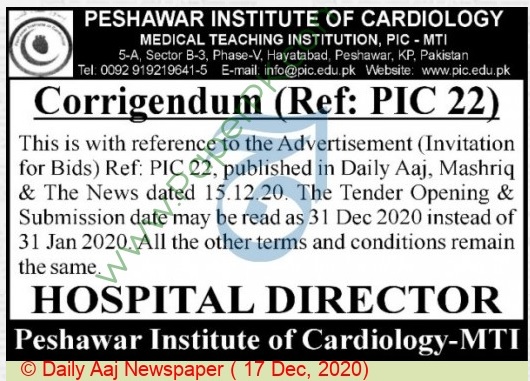 PESHAWAR INSTITUTE OF CARDIOLOGY
MEDICAL TEACHING INSTITUTION, PIC - MTI
5-A, Sector B-3, Phase-V, Hayatabad, Peshawar, KP, Pakistan
Tel: 0092 919219641-5 E-mail: info@pic.edu.pk Website: www.pic.edu.pk
Corrigendum (Ref: PIC 22)
This is with reference to the Advertisement (Invitation
for Bids) Ref: PIC 22, published in Daily Aaj, Mashriq
& The News dated 15.12.20. The Tender Opening &
Submission date may be read as 31 Dec 2020 instead of
31 Jan 2020. All the other terms and conditions remain
the same.
HOSPITAL DIRECTOR
Peshawar Institute of Cardiology-MTI
© Daily Aaj Newspaper ( 17 Dec, 2020)